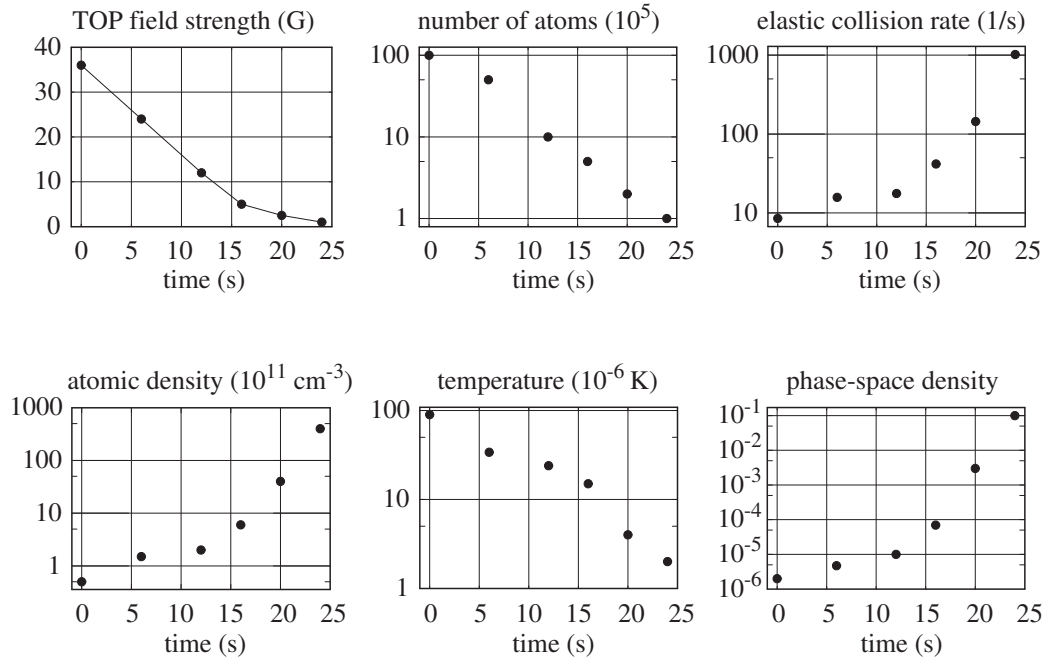 TOP field strength (G)
40
30
20
10
0
0 5 10 15 20 25
time (s)
number of atoms (10⁵)
100
10
1
0 5 10 15 20 25
time (s)
elastic collision rate (1/s)
1000
100
10
0 5 10 15 20 25
time (s)
atomic density (10¹¹ cm⁻³)
1000
100
10
1
0 5 10 15 20 25
time (s)
temperature (10⁻⁶ K)
100
10
1
0 5 10 15 20 25
time (s)
phase-space density
10⁻¹
10⁻²
10⁻³
10⁻⁴
10⁻⁵
10⁻⁶
0 5 10 15 20 25
time (s)